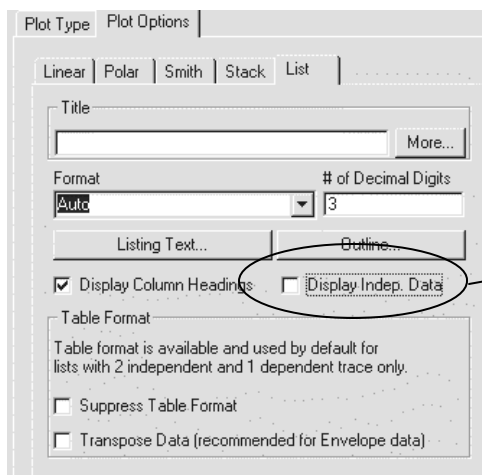 Plot Type Plot Options
Linear Polar Smith Stack List
Title
More...
Format # of Decimal Digits
Auto 3
Listing Text... Outline...
Display Column Headings Display Indep. Data
Table Format
Table format is available and used by default for
lists with 2 independent and 1 dependent trace only.
Suppress Table Format
Transpose Data (recommended for Envelope data)